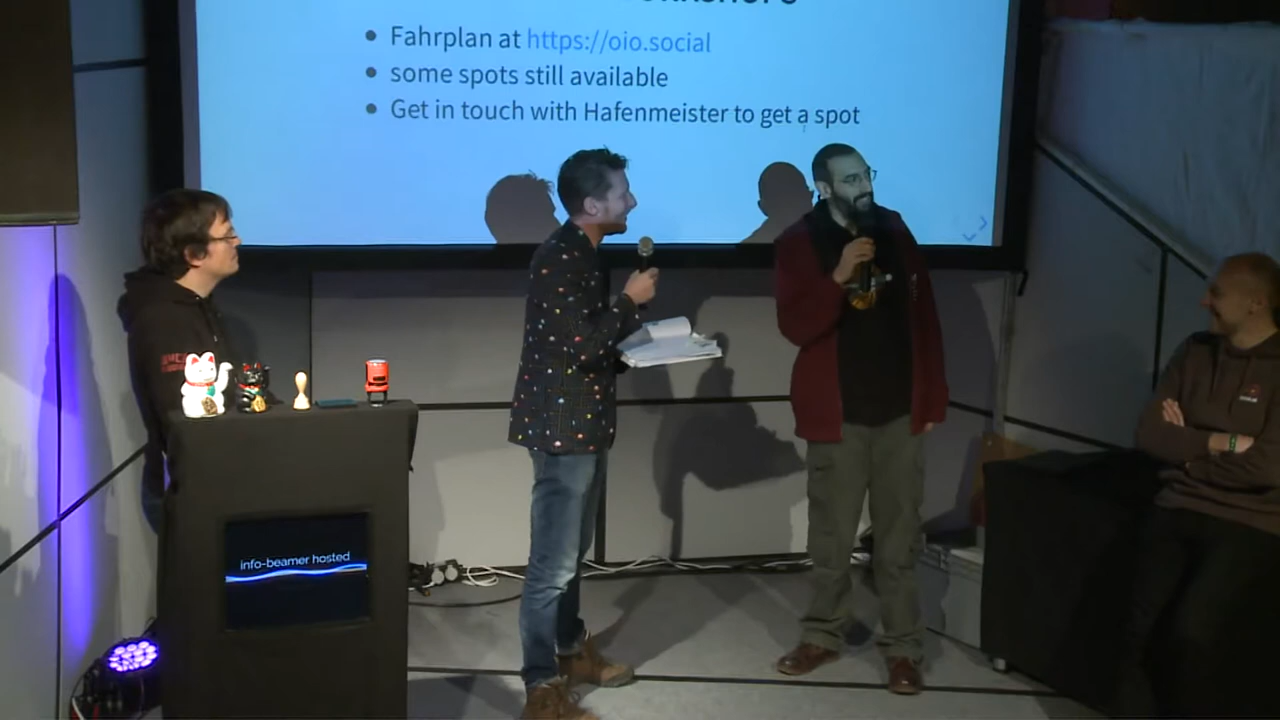 Fahrplan at https://oio.social
some spots still available
Get in touch with Hafenmeister to get a spot
info-beamer hosted